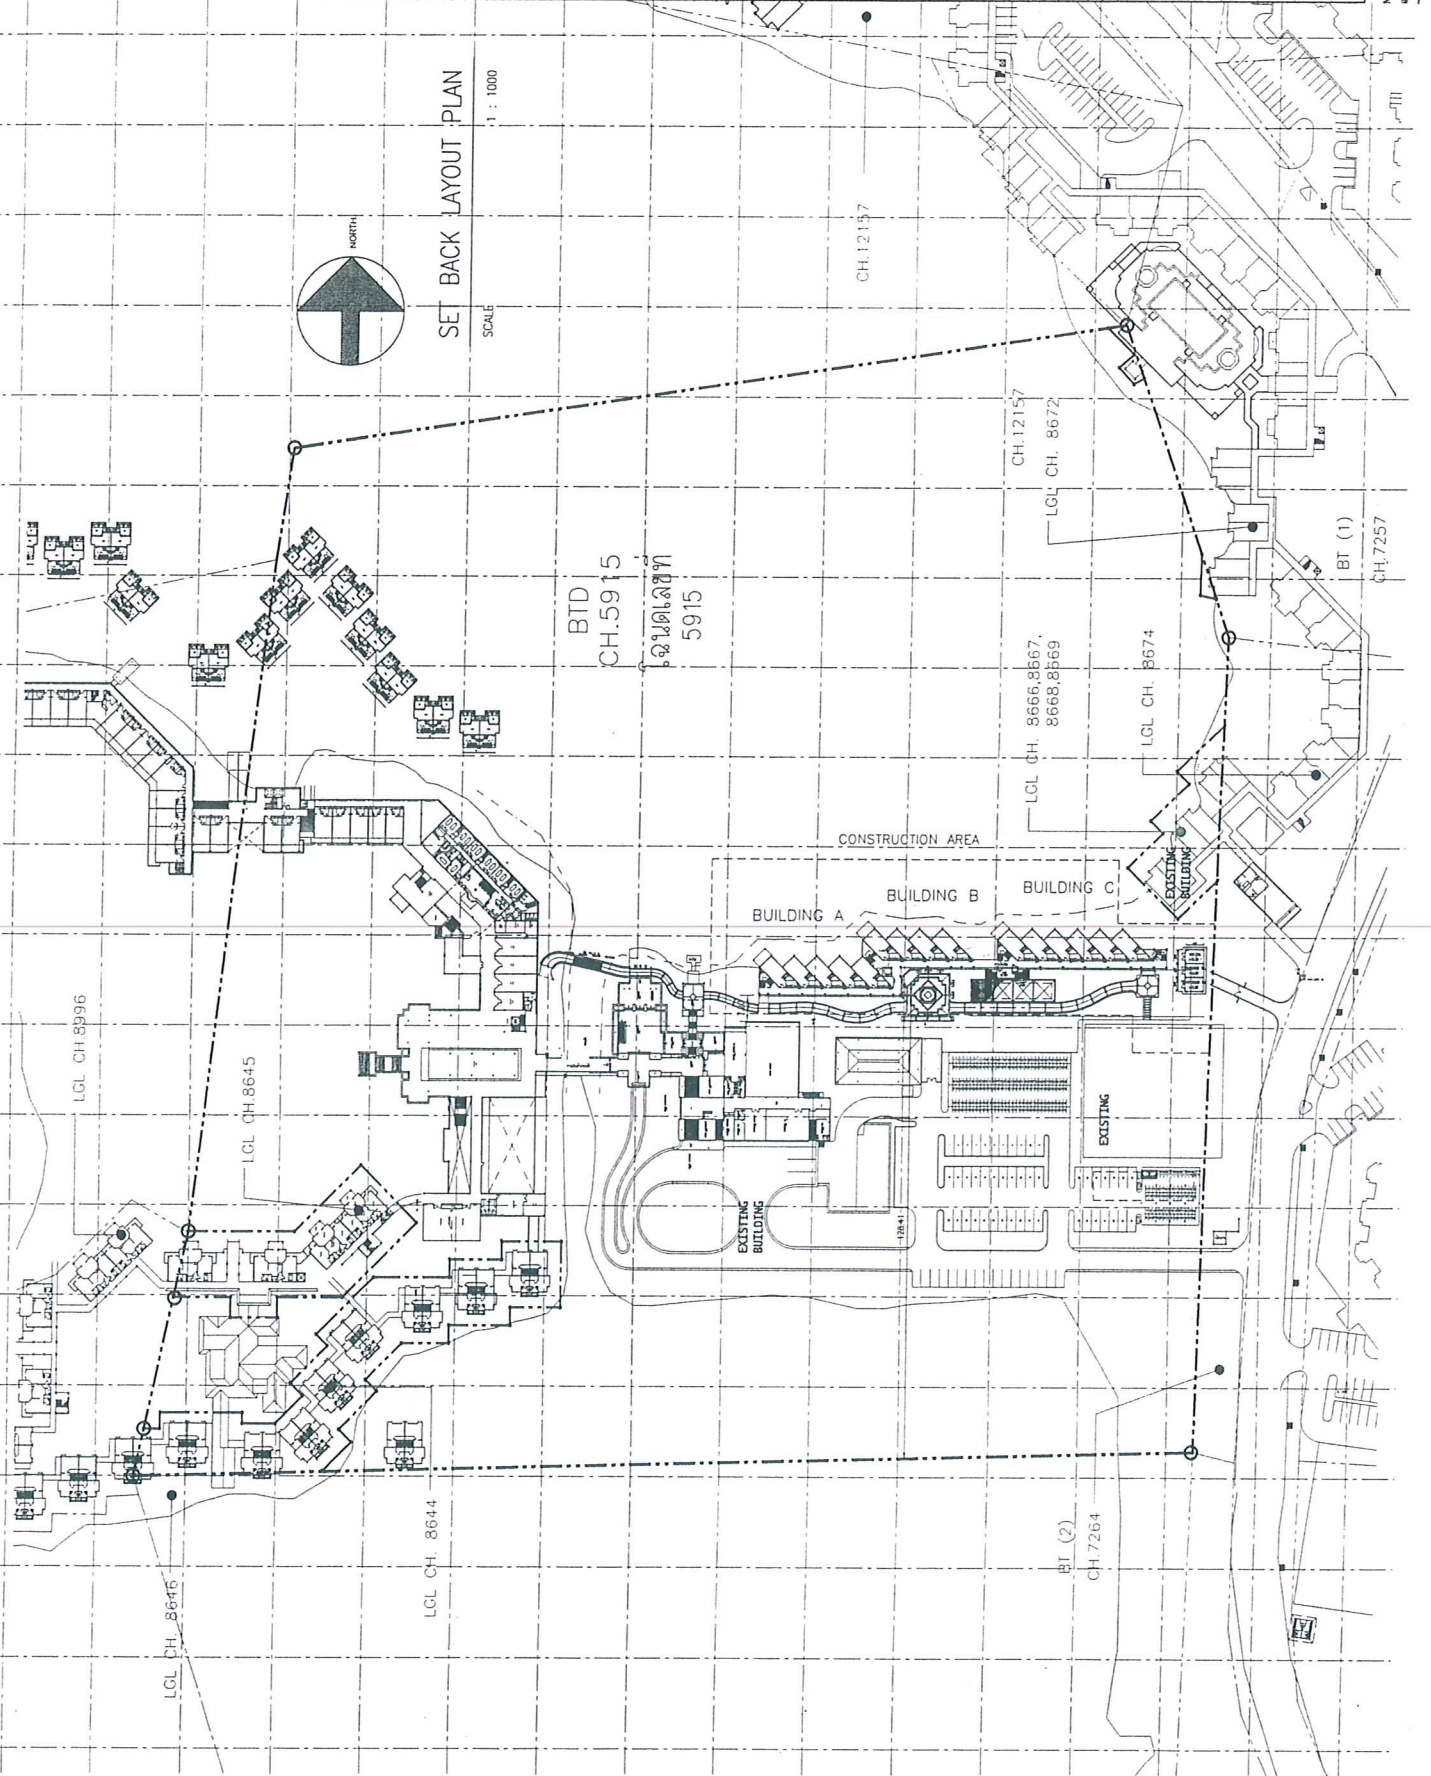 SET BACK LAYOUT PLAN
SCALE 1 : 1000
NORTH
CH.12157
CH.12157
LGL CH. 8672
BT (1)
CH.7257
BTD
CH.5915
โฉนดเลขที่
5915
LGL CH. 8666,8667,
8668,8669
LGL CH. 8674
CONSTRUCTION AREA
BUILDING A
BUILDING B
BUILDING C
EXISTING
BUILDING
LGL CH.8996
LGL CH.8645
EXISTING
EXISTING
BUILDING
128.41
LGL CH. 8646
LGL CH. 8644
BT (2)
CH.7264